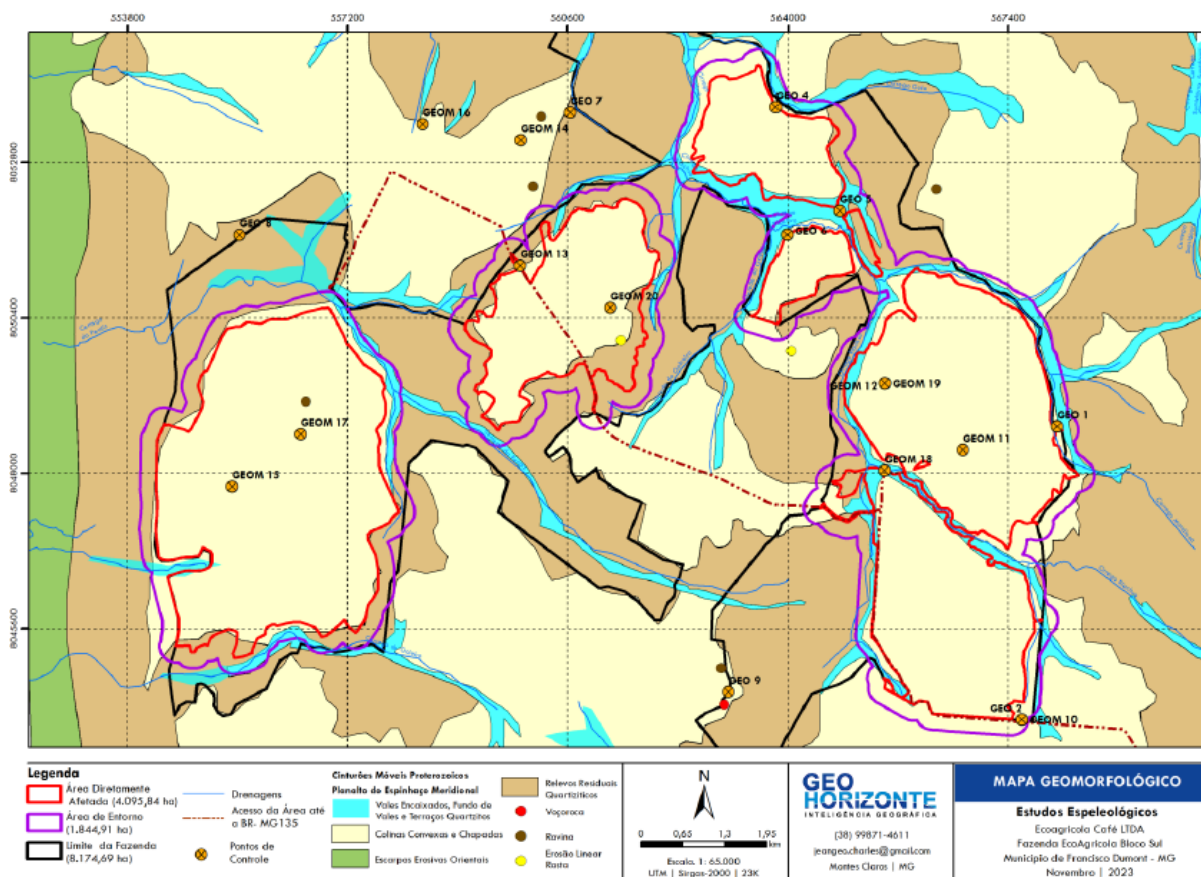 553800 557200 560600 564000 567400
8052800
8050400
8048000
8045600
GEOM 16
GEO 7
GEOM 14
GEO 4
GEO 5
GEO 6
GEO 8
GEOM 13
GEOM 20
GEOM 12
GEOM 19
GEO 1
GEOM 11
GEOM 17
GEOM 18
GEOM 15
GEO 9
GEO 2
GEOM 10
Legenda
Área Diretamente
Afetada (4.095,84 ha)
Área de Entorno
(1.844,91 ha)
Limite da Fazenda
(8.174,69 ha)
Drenagens
Acesso da Área até
a BR- MG135
Pontos de
Controle
Cinturões Móveis Proterozoicos
Planalto do Espinhaço Meridional
Vales Encaixados, Fundo de
Vales e Terraços Quartzitos
Colinas Convexas e Chapadas
Escarpas Erosivas Orientais
Relevos Residuais
Quartzíticos
Voçoroca
Ravina
Erosão Linear
Rasta
N
0 0,65 1,3 1,95
km
Escala. 1: 65.000
UTM | Sirgas-2000 | 23K
GEO
HORIZONTE
INTELIGÊNCIA GEOGRÁFICA
(38) 99871-4611
jeangeo.charles@gmail.com
Montes Claros | MG
MAPA GEOMORFOLÓGICO
Estudos Espeleológicos
Ecoagrícola Café LTDA
Fazenda EcoAgrícola Bloco Sul
Município de Francisco Dumont - MG
Novembro | 2023